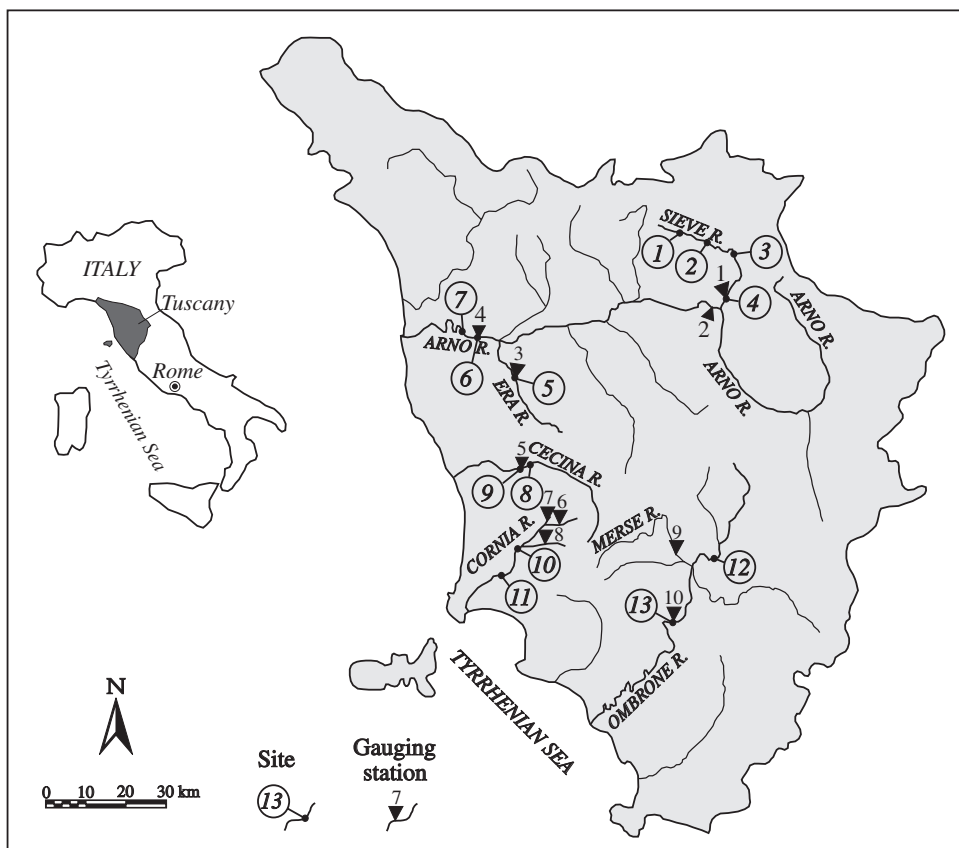 SIEVE R.
1
2
3
1
4
2
ARNO R.
ARNO R.
7
4
ARNO R.
6
3
5
ERA R.
ITALY
Tuscany
Rome
Tyrrhenian Sea
5
CECINA R.
9
8
7
6
CORNIA R.
8
10
11
MERSE R.
9
12
13
10
OMBRONE R.
TYRRHENIAN SEA
N
0 10 20 30 km
Site
13
Gauging
station
7